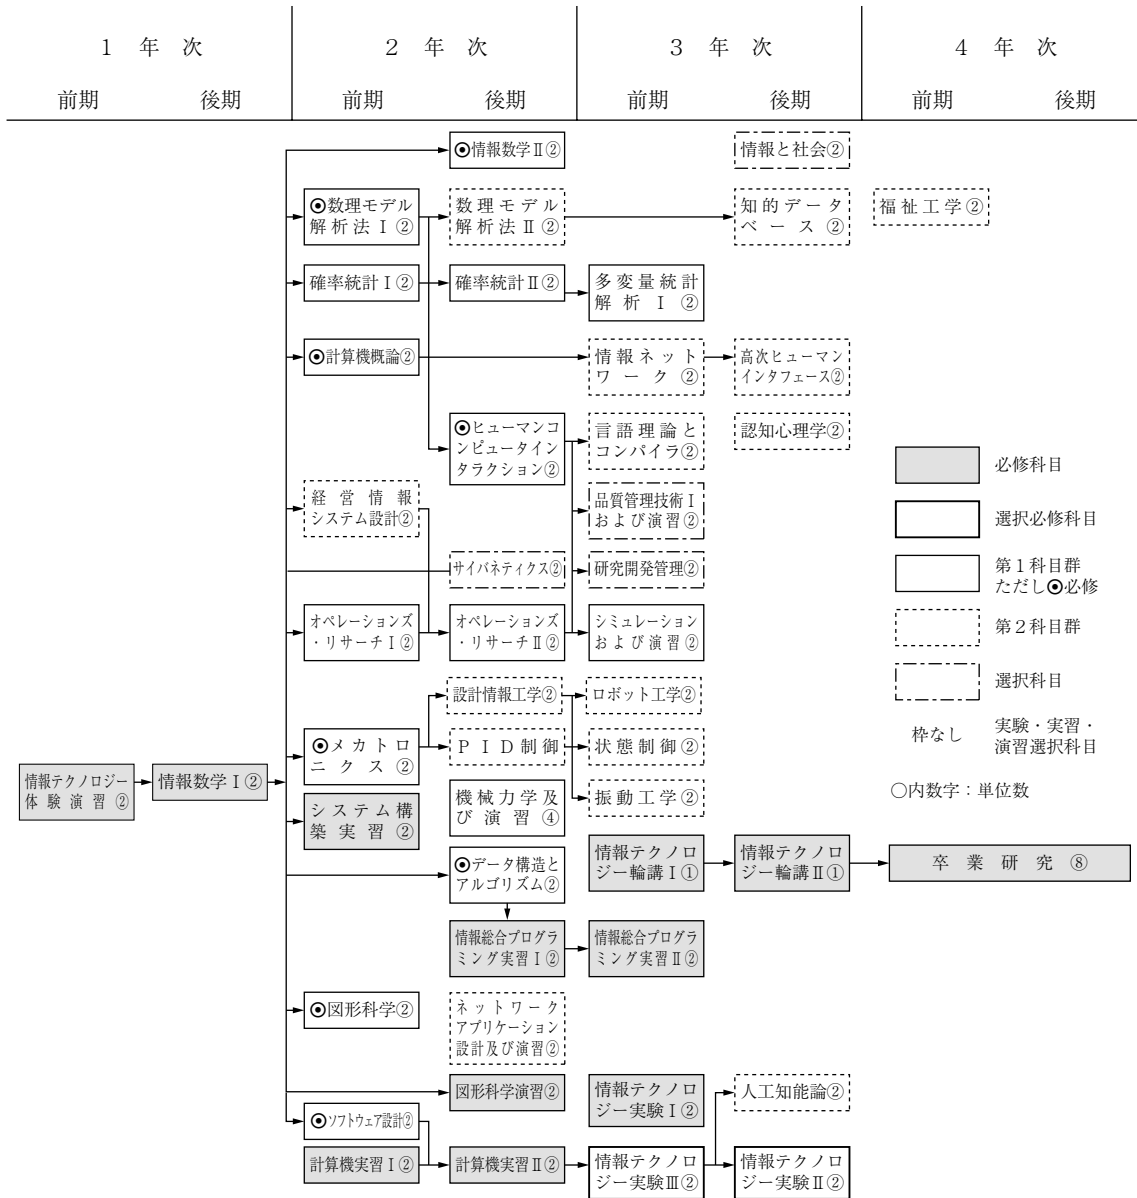 1 年 次
2 年 次
3 年 次
4 年 次
前期
後期
前期
後期
前期
後期
前期
後期
◉情報数学Ⅱ②
情報と社会②
◉数理モデル
解析法Ⅰ②
数理モデル
解析法Ⅱ②
知的データ
ベース②
福祉工学②
確率統計Ⅰ②
確率統計Ⅱ②
多変量統計
解析Ⅰ②
◉計算機概論②
情報ネット
ワーク②
高次ヒューマン
インタフェース②
◉ヒューマンコ
ンピュータイン
タラクション②
言語理論と
コンパイラ②
認知心理学②
経営情報
システム設計②
品質管理技術Ⅰ
および演習②
サイバネティクス②
研究開発管理②
オペレーションズ
・リサーチⅠ②
オペレーションズ
・リサーチⅡ②
シミュレーション
および演習②
設計情報工学②
ロボット工学②
◉メカトロ
ニクス②
PID制御②
状態制御②
情報テクノロジー
体験演習②
情報数学Ⅰ②
システム構
築実習②
機械力学及
び演習④
振動工学②
◉データ構造と
アルゴリズム②
情報テクノロ
ジー輪講Ⅰ①
情報テクノロ
ジー輪講Ⅱ①
卒業研究⑧
情報総合プログラ
ミング実習Ⅰ②
情報総合プログラ
ミング実習Ⅱ②
◉図形科学②
ネットワーク
アプリケーション
設計及び演習②
図形科学演習②
情報テクノロ
ジー実験Ⅰ②
人工知能論②
◉ソフトウェア設計②
計算機実習Ⅰ②
計算機実習Ⅱ②
情報テクノロ
ジー実験Ⅲ②
情報テクノロ
ジー実験Ⅱ②
必修科目
選択必修科目
第1科目群
ただし◉必修
第2科目群
選択科目
枠なし
実験・実習・
演習選択科目
○内数字：単位数